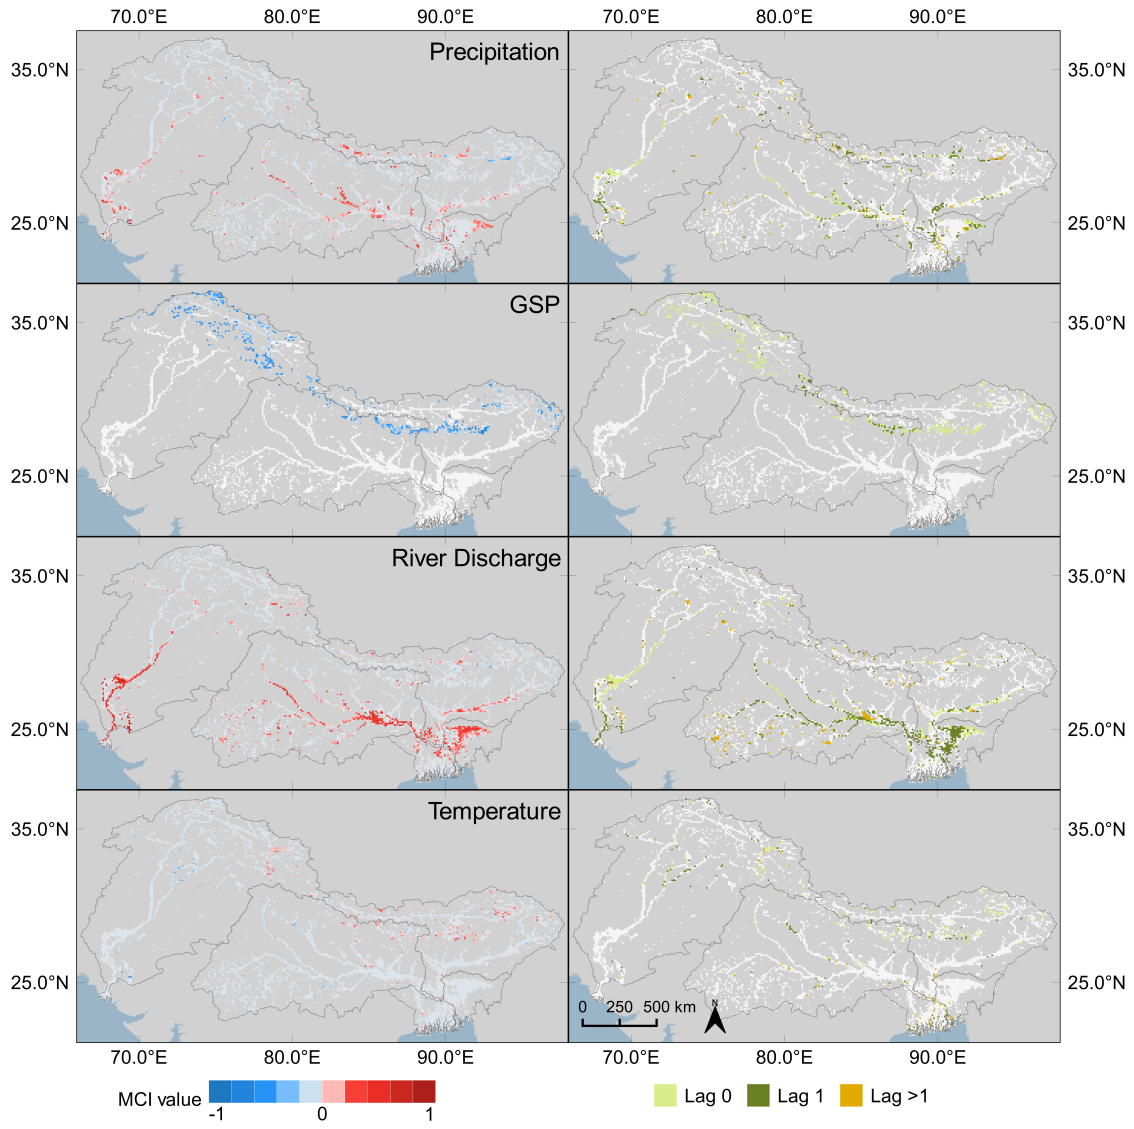 70.0°E 80.0°E 90.0°E 70.0°E 80.0°E 90.0°E
35.0°N Precipitation 35.0°N
25.0°N 25.0°N
35.0°N GSP 35.0°N
25.0°N 25.0°N
River Discharge
35.0°N 35.0°N
25.0°N 25.0°N
Temperature
35.0°N 35.0°N
25.0°N 25.0°N
0 250 500 km N
70.0°E 80.0°E 90.0°E 70.0°E 80.0°E 90.0°E
MCI value Lag 0 Lag 1 Lag >1
-1 0 1